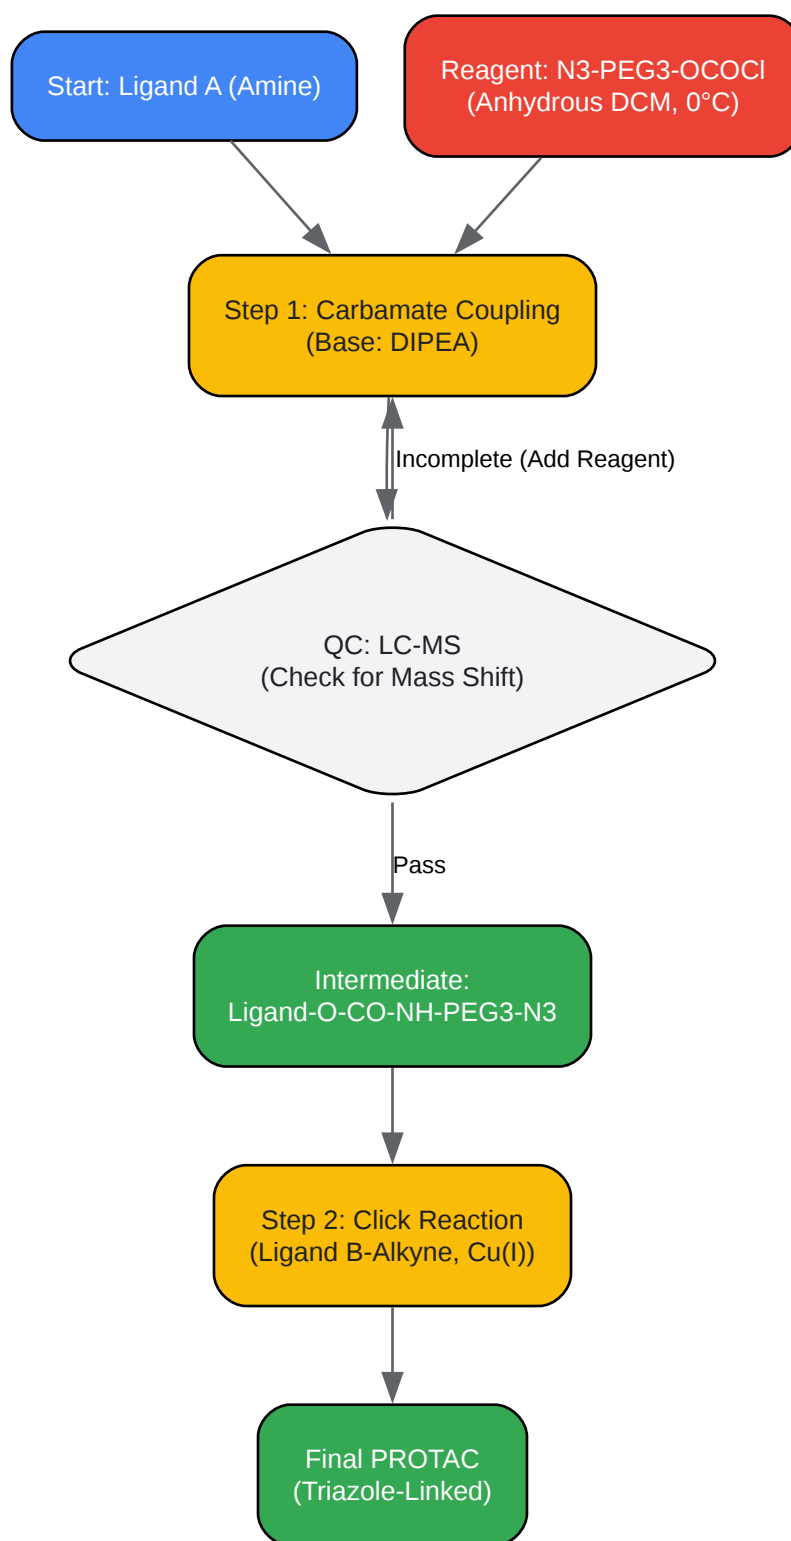 Start: Ligand A (Amine)
Reagent: N3-PEG3-OCOCl
(Anhydrous DCM, 0°C)
Step 1: Carbamate Coupling
(Base: DIPEA)
Incomplete (Add Reagent)
QC: LC-MS
(Check for Mass Shift)
Pass
Intermediate:
Ligand-O-CO-NH-PEG3-N3
Step 2: Click Reaction
(Ligand B-Alkyne, Cu(I))
Final PROTAC
(Triazole-Linked)